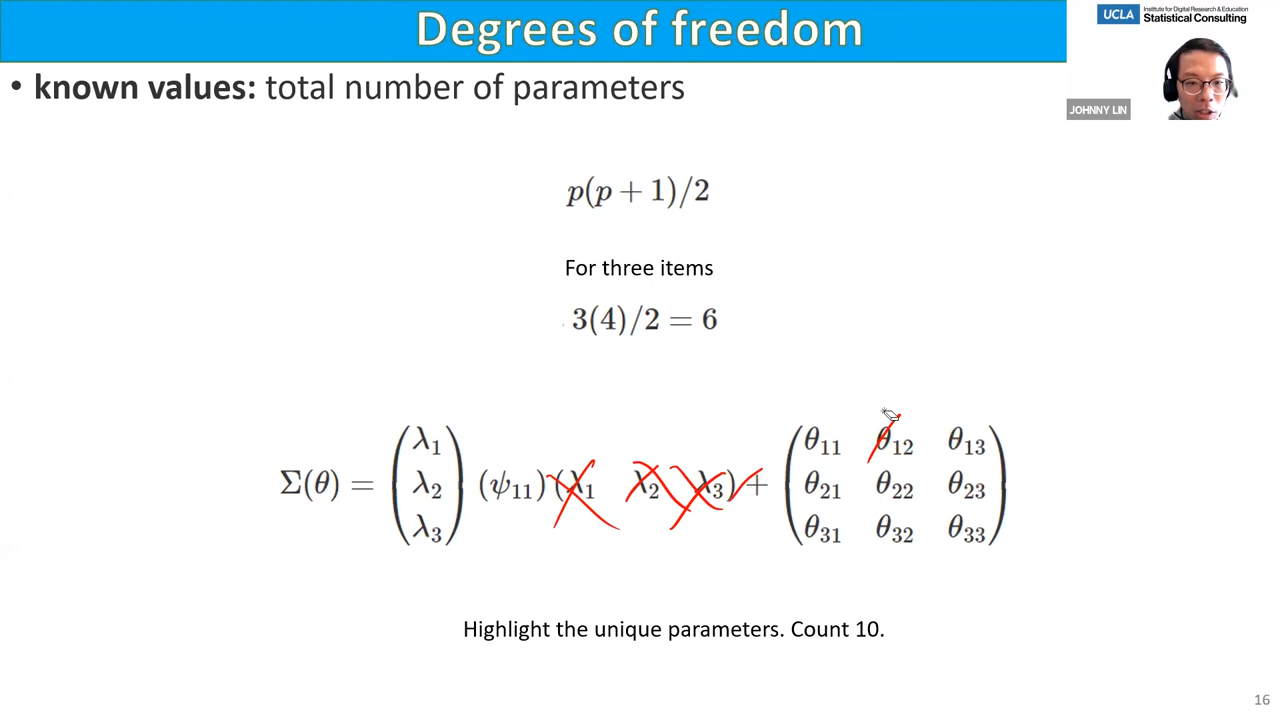 Degrees of freedom
UCLA Institute for Digital Research & Education
Statistical Consulting
JOHNNY LIN
• known values: total number of parameters
p(p + 1)/2
For three items
3(4)/2 = 6
Σ(θ) = (λ₁ λ₂ λ₃) (ψ₁₁) (λ₁ λ₂ λ₃) + (θ₁₁ θ₁₂ θ₁₃
θ₂₁ θ₂₂ θ₂₃
θ₃₁ θ₃₂ θ₃₃)
Highlight the unique parameters. Count 10.
16